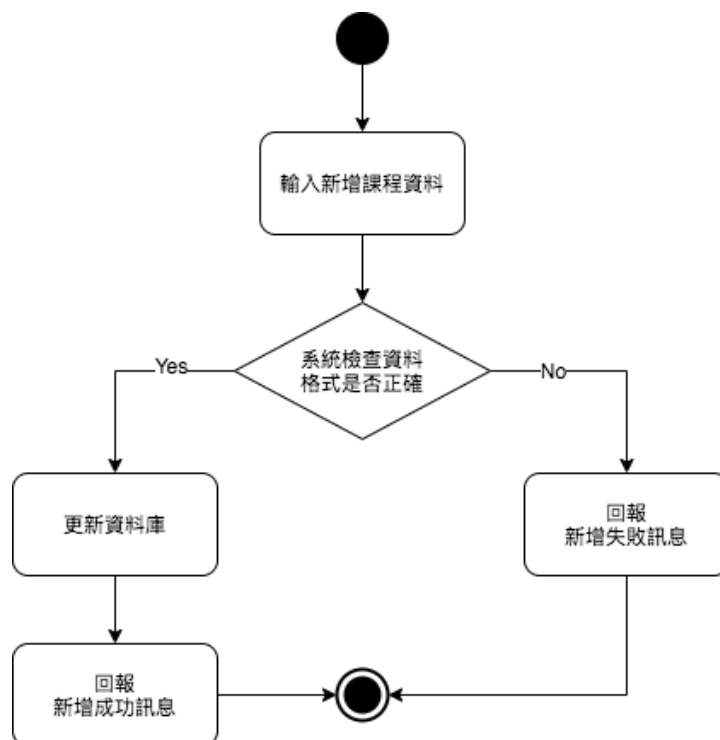 輸入新增課程資料
系統檢查資料
格式是否正確
Yes
No
更新資料庫
回報
新增失敗訊息
回報
新增成功訊息